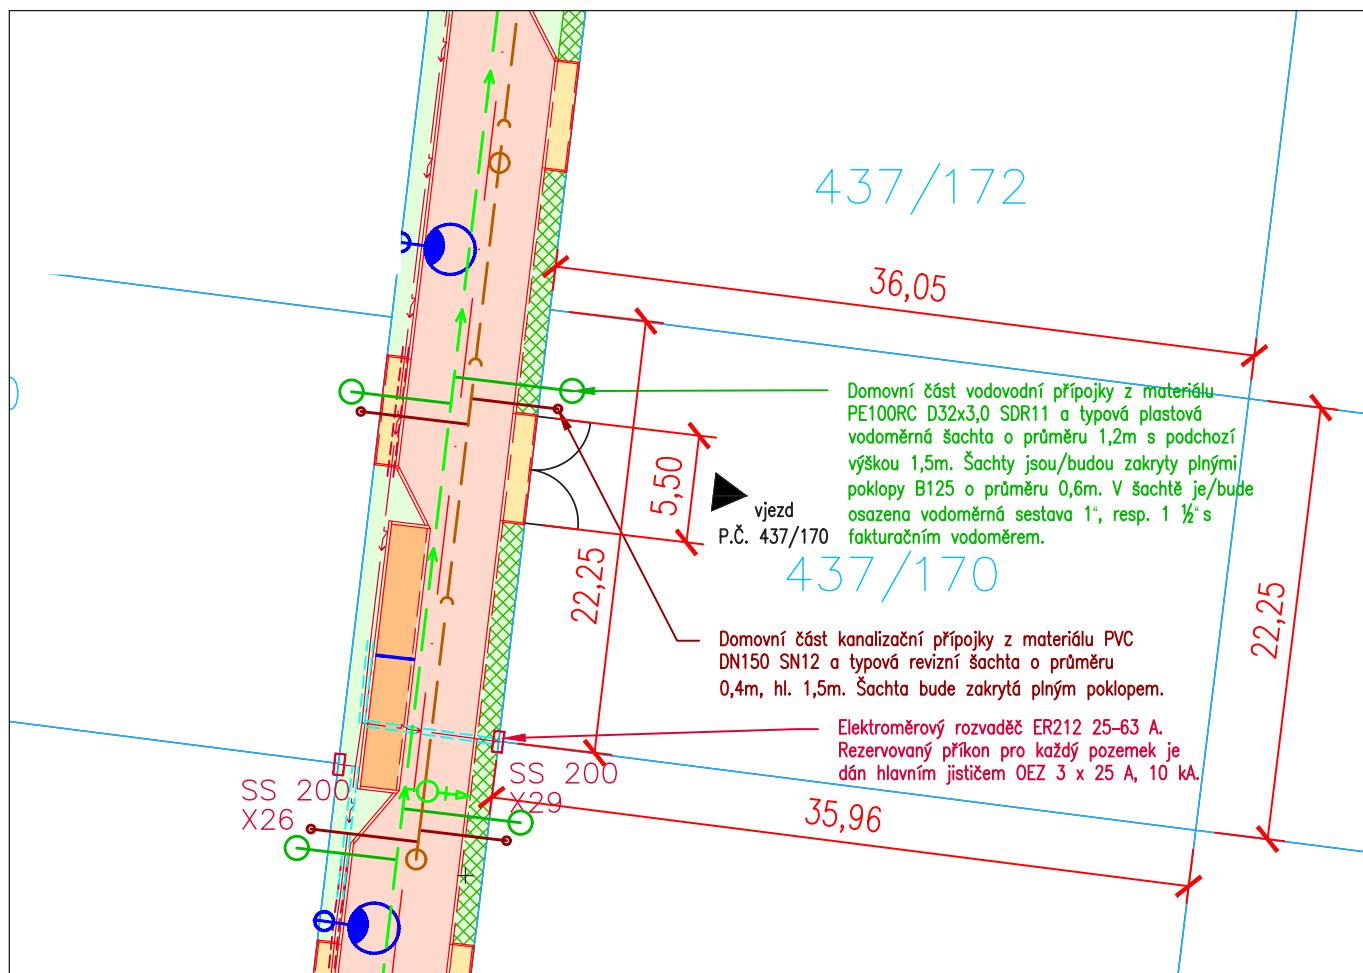 437/172
36,05
Domovní část vodovodní přípojky z materiálu
PE100RC D32x3,0 SDR11 a typová plastová
vodoměrná šachta o průměru 1,2m s podchozí
výškou 1,5m. Šachty jsou/budou zakryty plnými
poklopy B125 o průměru 0,6m. V šachtě je/bude
osazena vodoměrná sestava 1", resp. 1 ½" s
fakturačním vodoměrem.
5,50
vjezd
P.Č. 437/170
437/170
22,25
22,25
Domovní část kanalizační přípojky z materiálu PVC
DN150 SN12 a typová revizní šachta o průměru
0,4m, hl. 1,5m. Šachta bude zakrytá plným poklopem.
Elektroměrový rozvaděč ER212 25–63 A.
Rezervovaný příkon pro každý pozemek je
dán hlavním jističem OEZ 3 x 25 A, 10 kA.
SS 200
X26
SS 200
X29
35,96